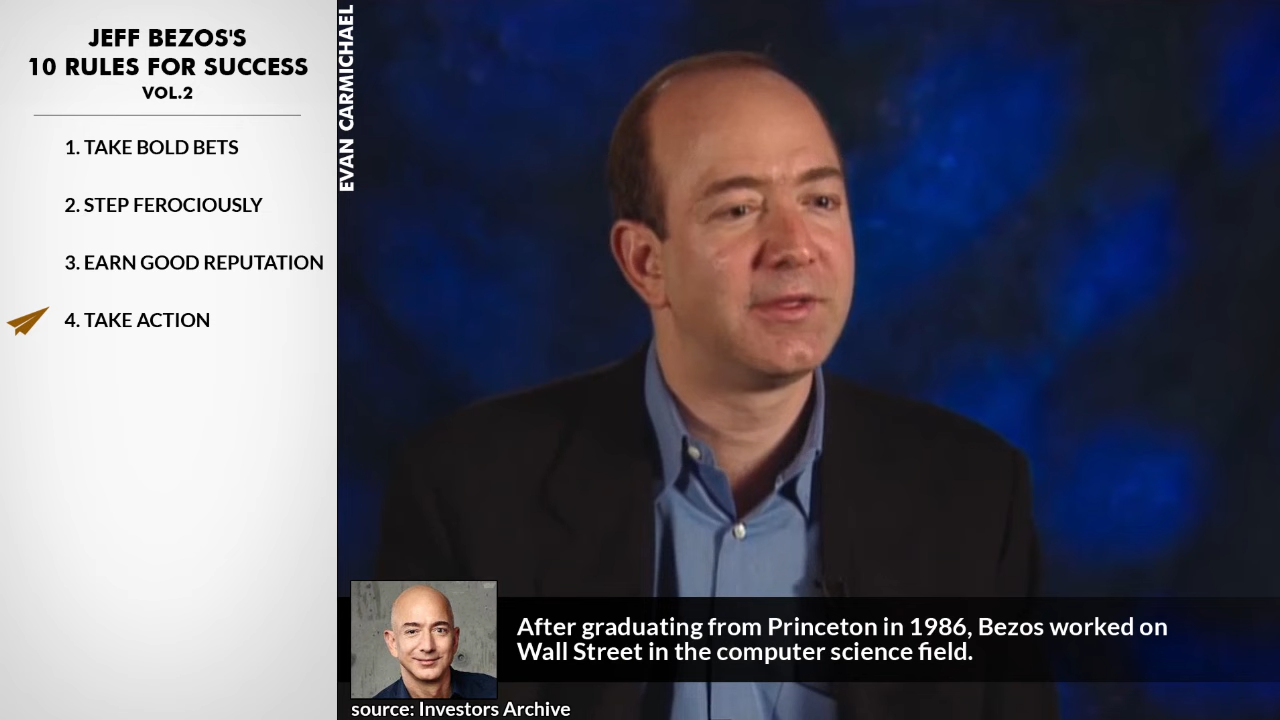 JEFF BEZOS'S
10 RULES FOR SUCCESS
VOL.2
1. TAKE BOLD BETS
2. STEP FEROCIOUSLY
3. EARN GOOD REPUTATION
4. TAKE ACTION
EVAN CARMICHAEL
After graduating from Princeton in 1986, Bezos worked on
Wall Street in the computer science field.
source: Investors Archive